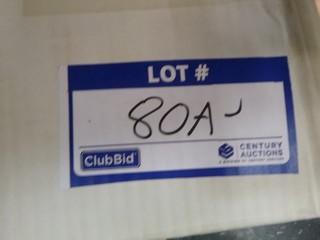 LOT #
80A
ClubBid
CENTURY
AUCTIONS